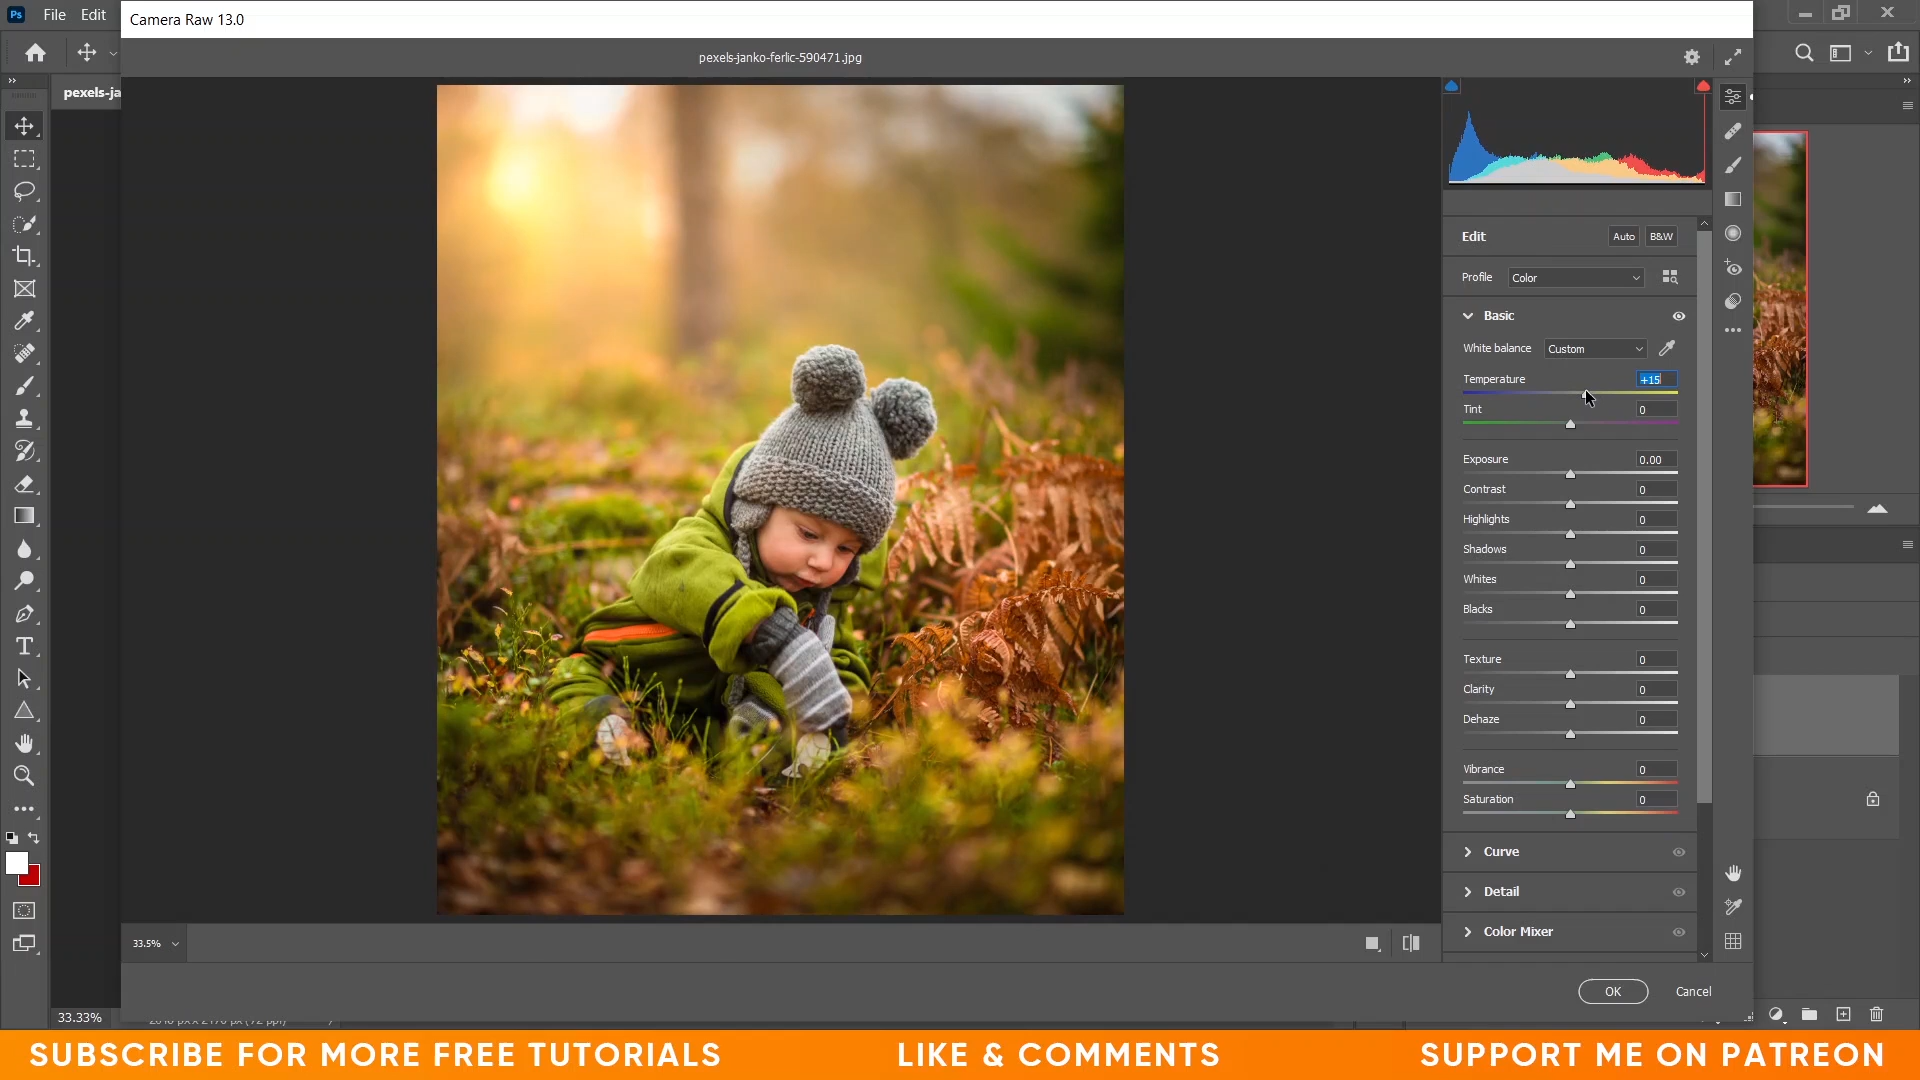 Ps File Edit
Camera Raw 13.0
pexels-janko-ferlic-590471.jpg
pexels-ja
Edit Auto B&W
Profile Color
Basic
White balance Custom
Temperature +15
Tint 0
Exposure 0.00
Contrast 0
Highlights 0
Shadows 0
Whites 0
Blacks 0
Texture 0
Clarity 0
Dehaze 0
Vibrance 0
Saturation 0
Curve
Detail
Color Mixer
33.5%
OK Cancel
33.33%
SUBSCRIBE FOR MORE FREE TUTORIALS LIKE & COMMENTS SUPPORT ME ON PATREON